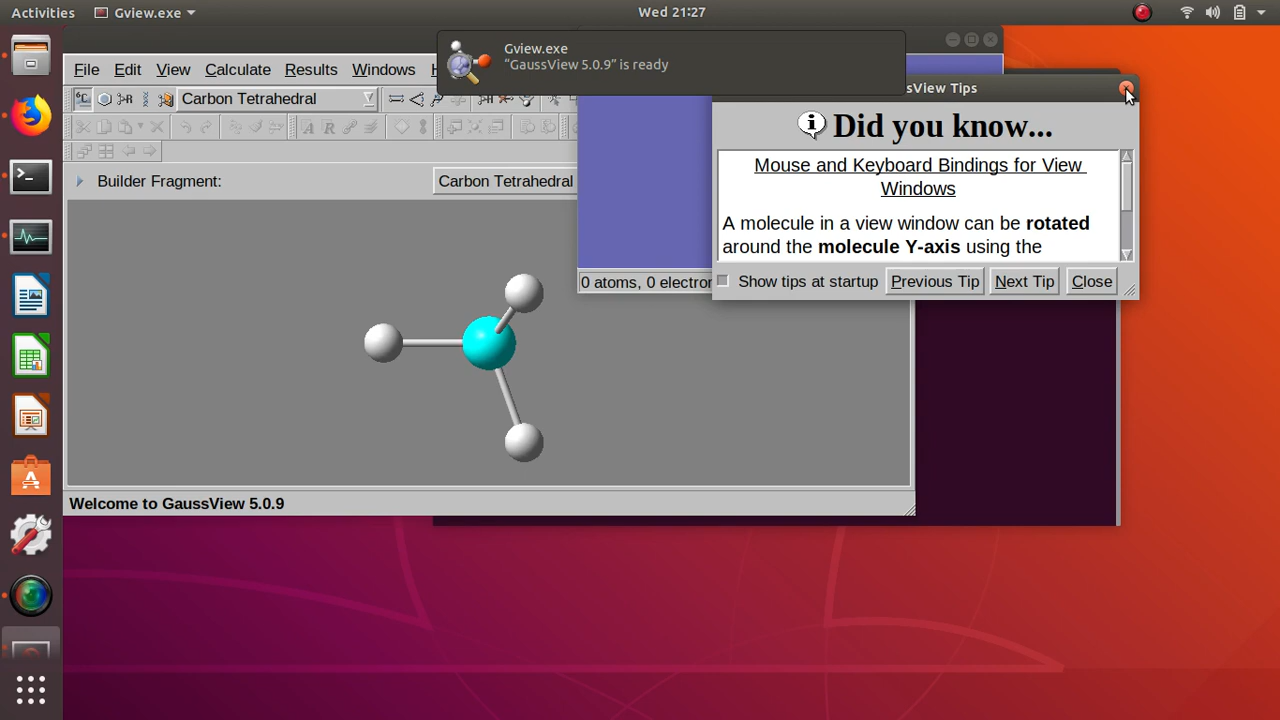 Activities
Gview.exe
Wed 21:27
Gview.exe
"GaussView 5.0.9" is ready
File Edit View Calculate Results Windows
Carbon Tetrahedral
Builder Fragment:
Carbon Tetrahedral
0 atoms, 0 electror
Welcome to GaussView 5.0.9
sView Tips
Did you know...
Mouse and Keyboard Bindings for View
Windows
A molecule in a view window can be rotated
around the molecule Y-axis using the
Show tips at startup
Previous Tip
Next Tip
Close